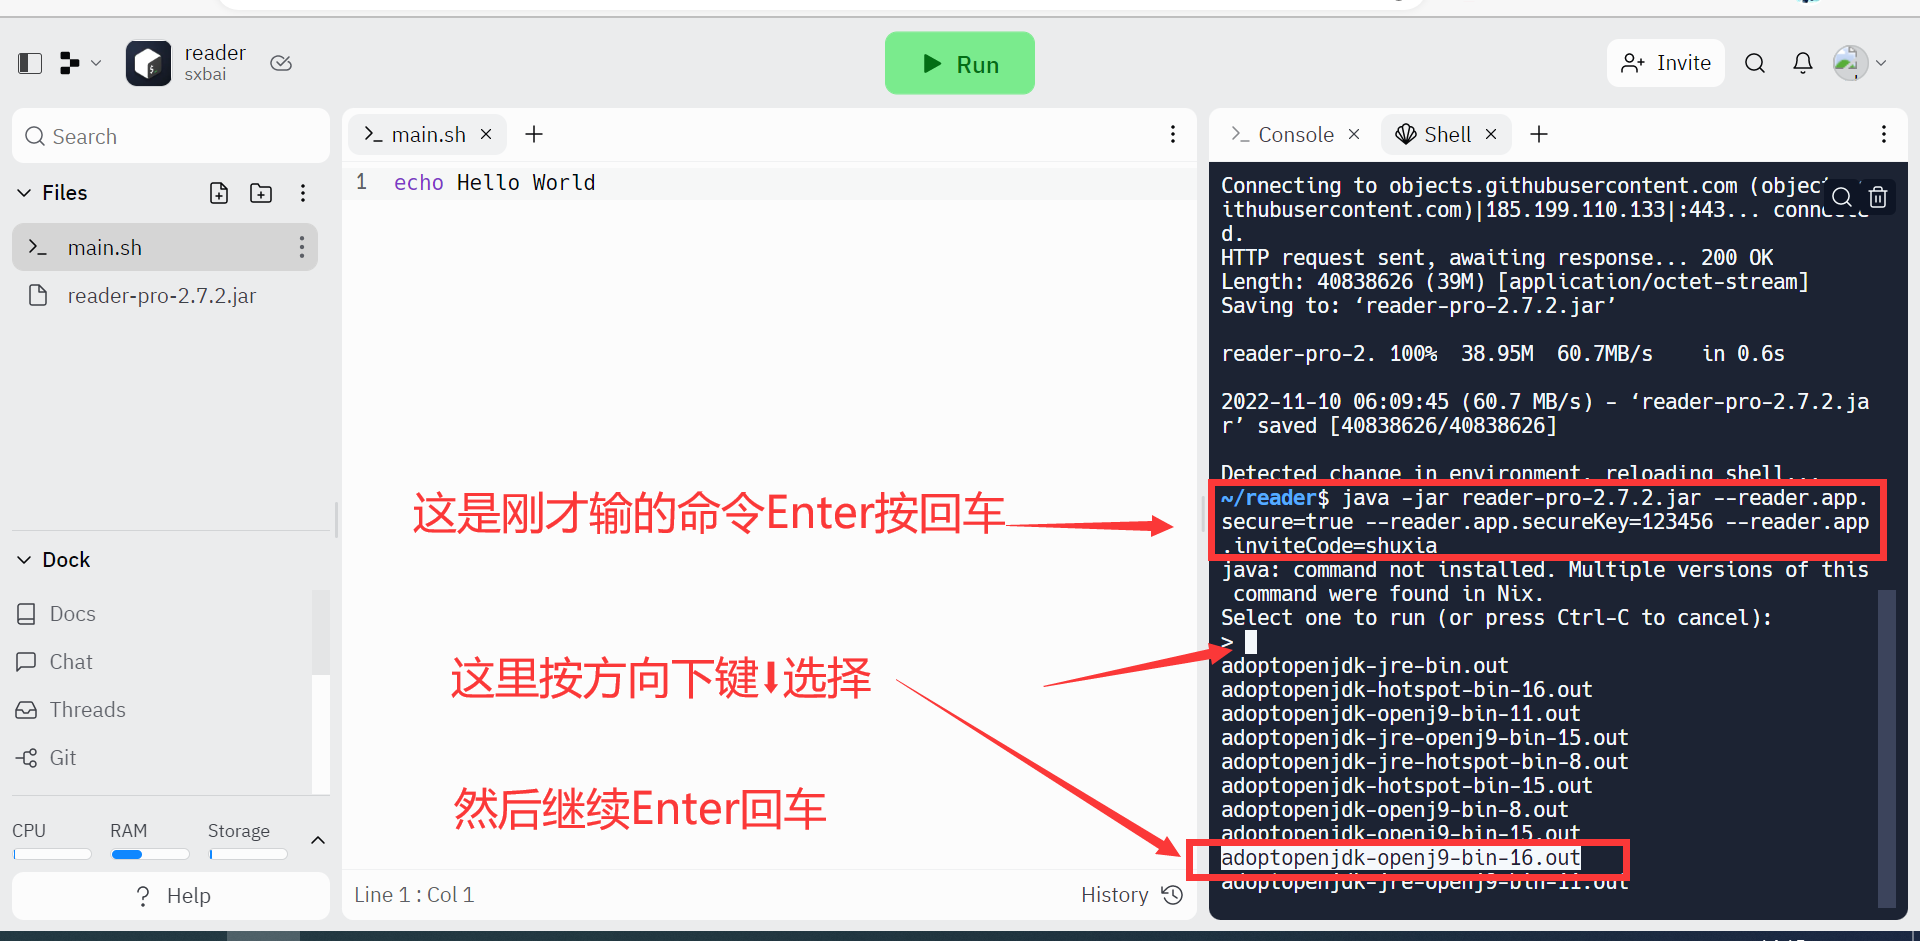 reader
sxbai
Run
Invite
Search
Files
main.sh
reader-pro-2.7.2.jar
Dock
Docs
Chat
Threads
Git
CPU RAM Storage
? Help
>_ main.sh × +
1 echo Hello World
这是刚才输的命令Enter按回车
这里按方向下键⬇选择
然后继续Enter回车
Line 1 : Col 1
History
>_ Console × Shell × +
Connecting to objects.githubusercontent.com (object
ithubusercontent.com)|185.199.110.133|:443... connecte
d.
HTTP request sent, awaiting response... 200 OK
Length: 40838626 (39M) [application/octet-stream]
Saving to: ‘reader-pro-2.7.2.jar’
reader-pro-2. 100% 38.95M 60.7MB/s in 0.6s
2022-11-10 06:09:45 (60.7 MB/s) - ‘reader-pro-2.7.2.ja
r’ saved [40838626/40838626]
Detected change in environment, reloading shell...
~/reader$ java -jar reader-pro-2.7.2.jar --reader.app.
secure=true --reader.app.secureKey=123456 --reader.app
.inviteCode=shuxia
java: command not installed. Multiple versions of this
command were found in Nix.
Select one to run (or press Ctrl-C to cancel):
>
adoptopenjdk-jre-bin.out
adoptopenjdk-hotspot-bin-16.out
adoptopenjdk-openj9-bin-11.out
adoptopenjdk-jre-openj9-bin-15.out
adoptopenjdk-jre-hotspot-bin-8.out
adoptopenjdk-hotspot-bin-15.out
adoptopenjdk-openj9-bin-8.out
adoptopenjdk-openj9-bin-15.out
adoptopenjdk-openj9-bin-16.out
adoptopenjdk-jre-openj9-bin-11.out